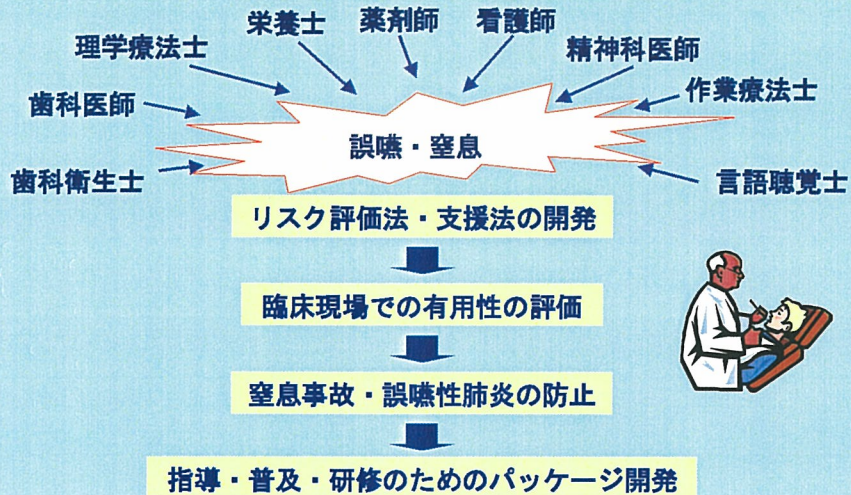 栄養士
薬剤師
看護師
理学療法士
精神科医師
歯科医師
作業療法士
誤嚥・窒息
歯科衛生士
言語聴覚士
リスク評価法・支援法の開発
臨床現場での有用性の評価
窒息事故・誤嚥性肺炎の防止
指導・普及・研修のためのパッケージ開発